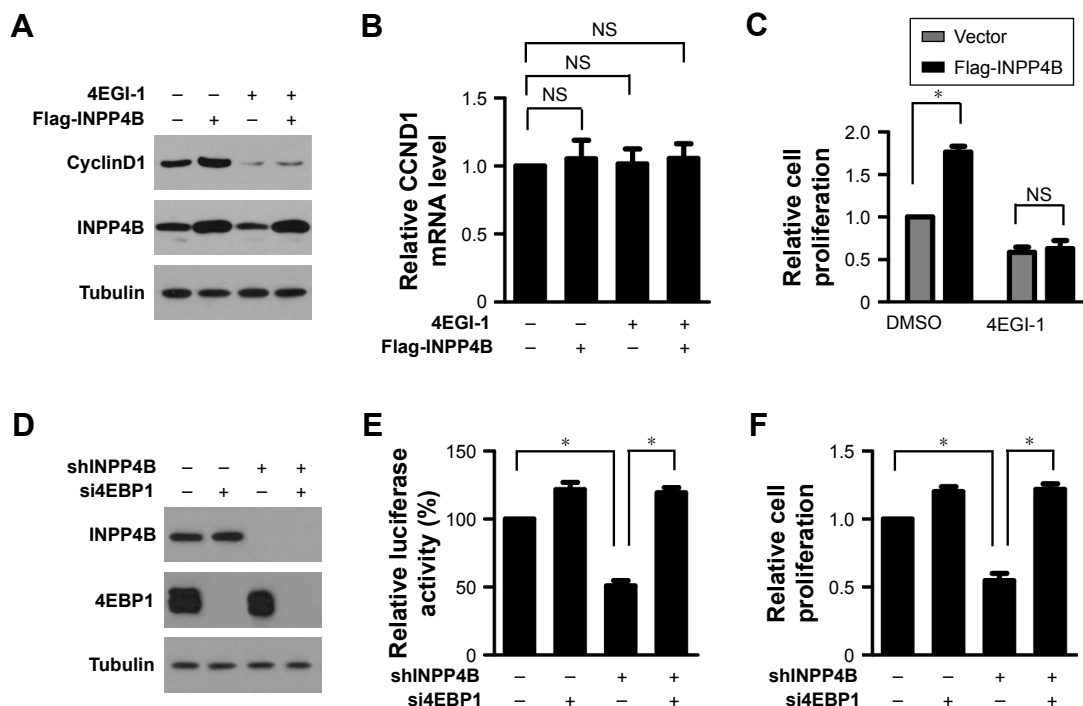 A
4EGI-1 – – + +
Flag-INPP4B – + – +
CyclinD1
INPP4B
Tubulin
B
NS
NS
NS
Relative CCND1
mRNA level
1.5
1.0
0.5
0
4EGI-1 – – + +
Flag-INPP4B – + – +
C
Vector
Flag-INPP4B
*
NS
Relative cell
proliferation
2.0
1.5
1.0
0.5
0
DMSO 4EGI-1
D
shINPP4B – – + +
si4EBP1 – + – +
INPP4B
4EBP1
Tubulin
E
* *
Relative luciferase
activity (%)
150
100
50
0
shINPP4B – – + +
si4EBP1 – + – +
F
* *
Relative cell
proliferation
1.5
1.0
0.5
0
shINPP4B – – + +
si4EBP1 – + – +